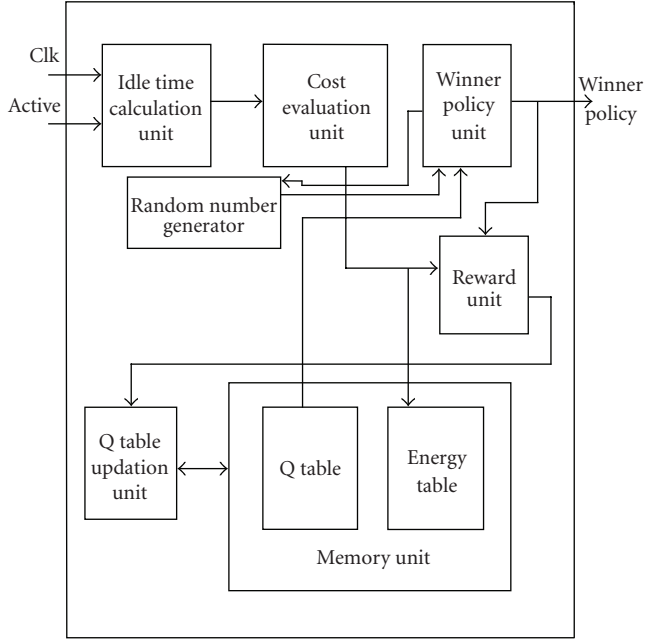 Clk
Active
Idle time
calculation
unit
Cost
evaluation
unit
Winner
policy
unit
Winner
policy
Random number
generator
Reward
unit
Q table
updation
unit
Q table
Energy
table
Memory unit